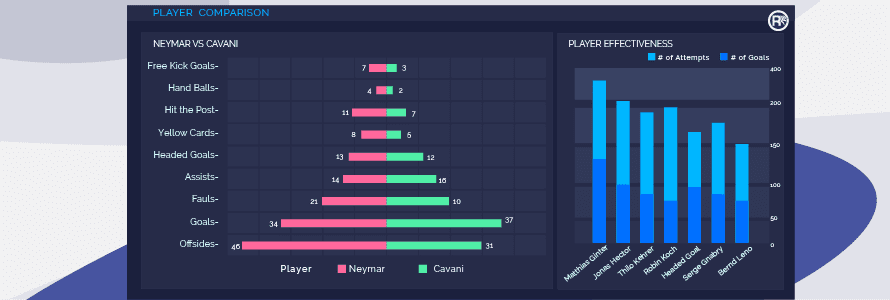 PLAYER COMPARISON
R
NEYMAR VS CAVANI
Free Kick Goals- 7 3
Hand Balls- 4 2
Hit the Post- 11 7
Yellow Cards- 8 5
Headed Goals- 13 12
Assists- 14 16
Fauls- 21 10
Goals- 34 37
Offsides- 46 31
Player Neymar Cavani
PLAYER EFFECTIVENESS
# of Attempts # of Goals
400
200
150
100
50
0
Matthias Ginter
Jonas Hector
Thilo Kehrer
Robin Koch
Headed Goal
Serge Gnabry
Bernd Leno